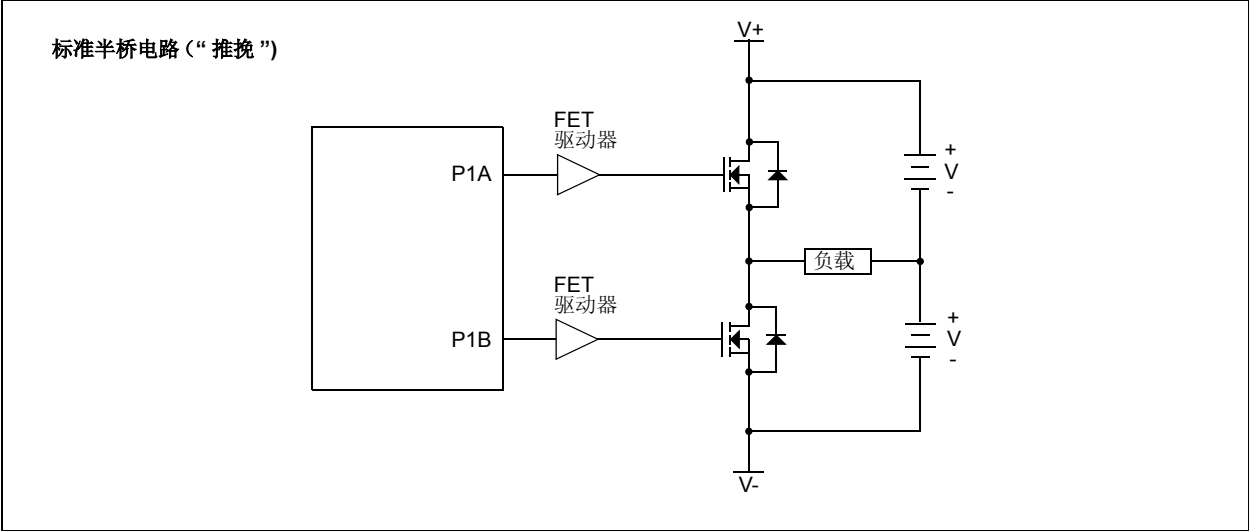 标准半桥电路（“ 推挽 ”)
V+
FET
驱动器
P1A
+
V
-
负载
FET
驱动器
P1B
+
V
-
V-